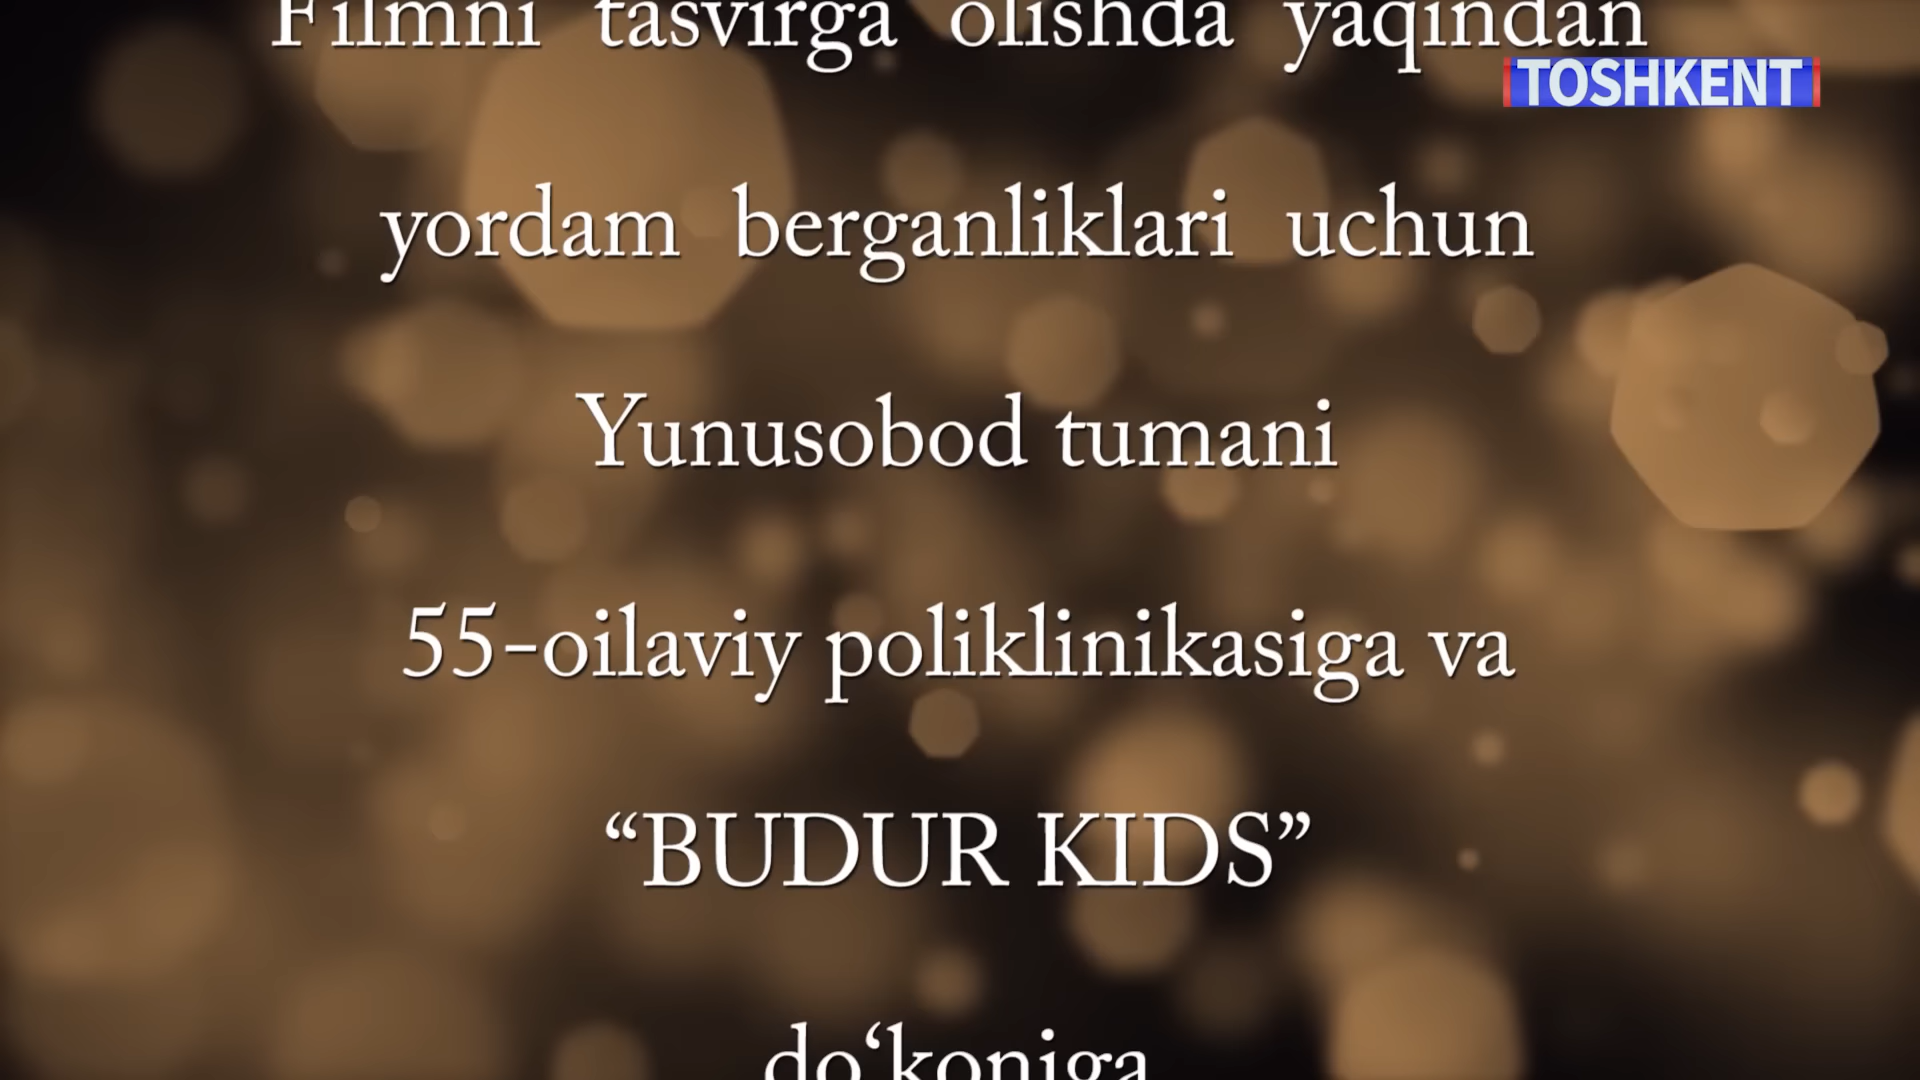 Filmni tasvirga olishda yaqindan
TOSHKENT
yordam berganliklari uchun
Yunusobod tumani
55-oilaviy poliklinikasiga va
“BUDUR KIDS”
do‘koniga